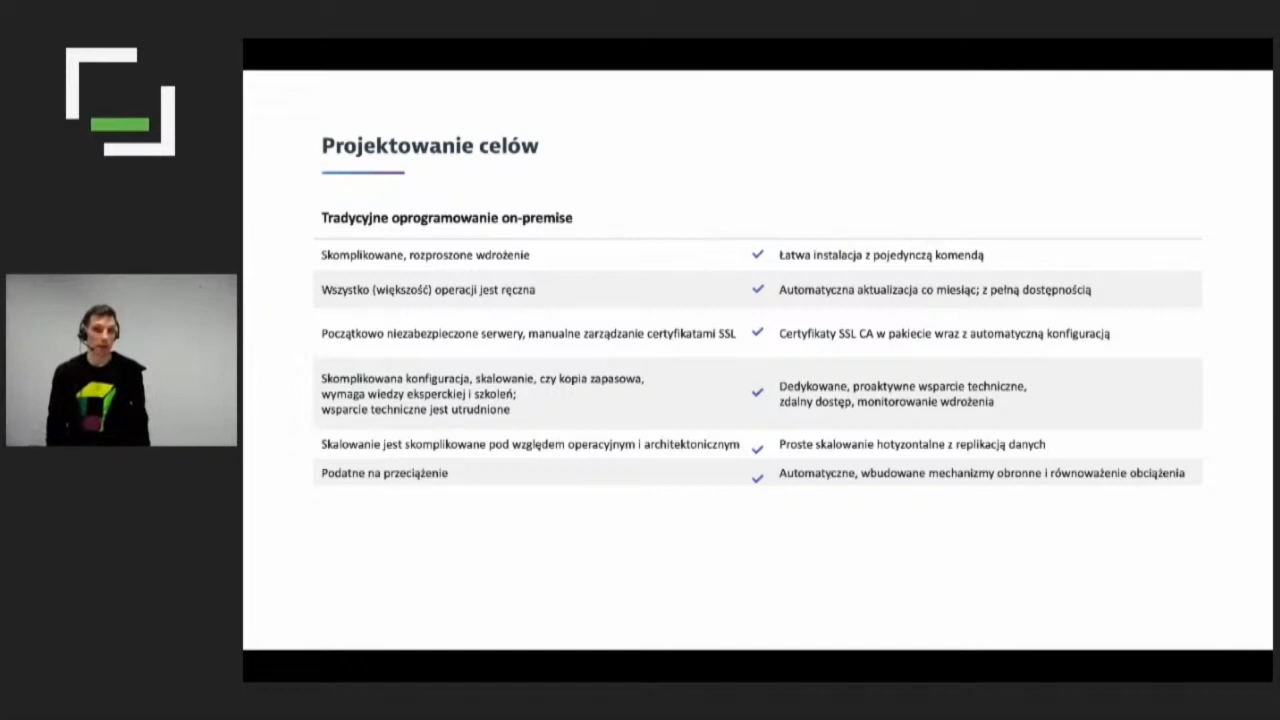 Projektowanie celów
Tradycyjne oprogramowanie on-premise
Skomplikowane, rozproszone wdrożenie
Łatwa instalacja z pojedynczą komendą
Wszystko (większość) operacji jest ręczna
Automatyczna aktualizacja co miesiąc; z pełną dostępnością
Początkowo niezabezpieczone serwery, manualne zarządzanie certyfikatami SSL
Certyfikaty SSL CA w pakiecie wraz z automatyczną konfiguracją
Skomplikowana konfiguracja, skalowanie, czy kopia zapasowa,
wymaga wiedzy eksperckiej i szkoleń;
wsparcie techniczne jest utrudnione
Dedykowane, proaktywne wsparcie techniczne,
zdalny dostęp, monitorowanie wdrożenia
Skalowanie jest skomplikowane pod względem operacyjnym i architektonicznym
Proste skalowanie hotyzontalne z replikacją danych
Podatne na przeciążenie
Automatyczne, wbudowane mechanizmy obronne i równoważenie obciążenia